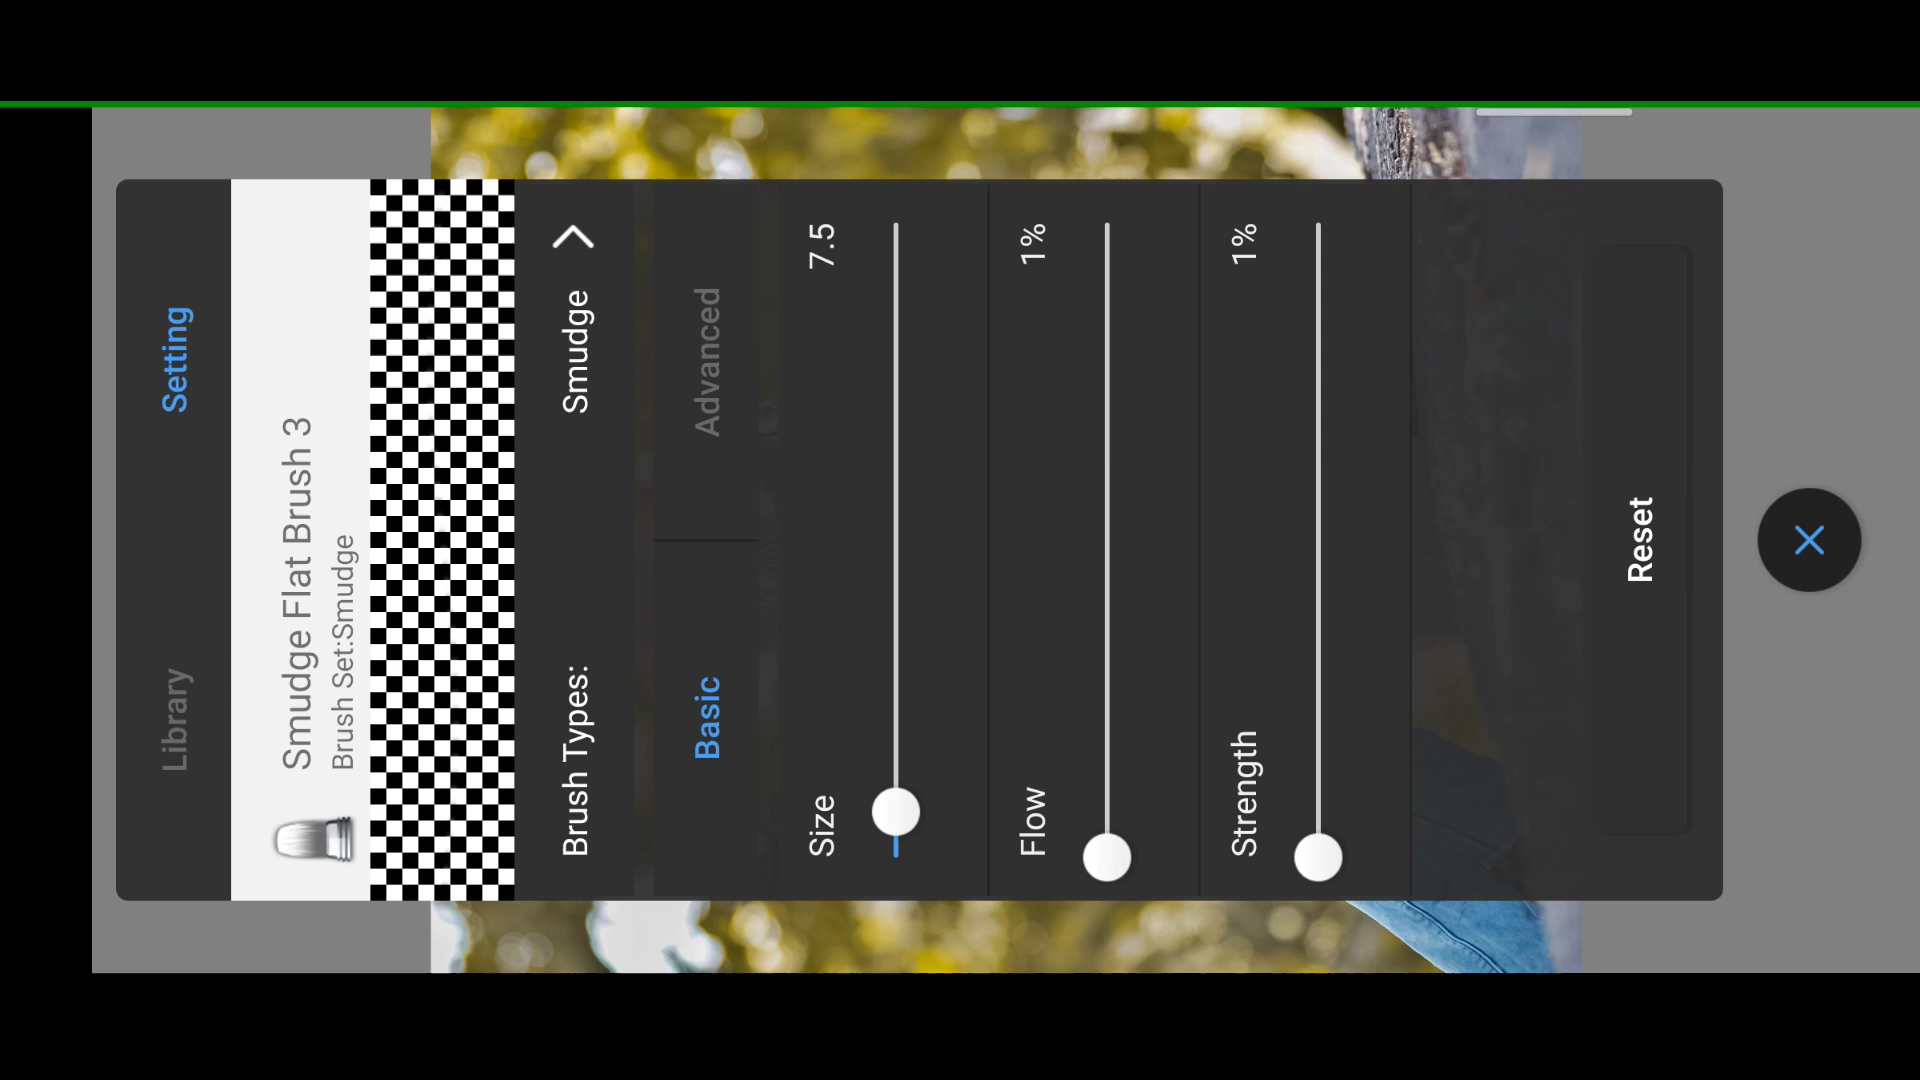 Library Setting
Smudge Flat Brush 3
Brush Set:Smudge
Brush Types: Smudge
Basic Advanced
Size 7.5
Flow 1%
Strength 1%
Reset